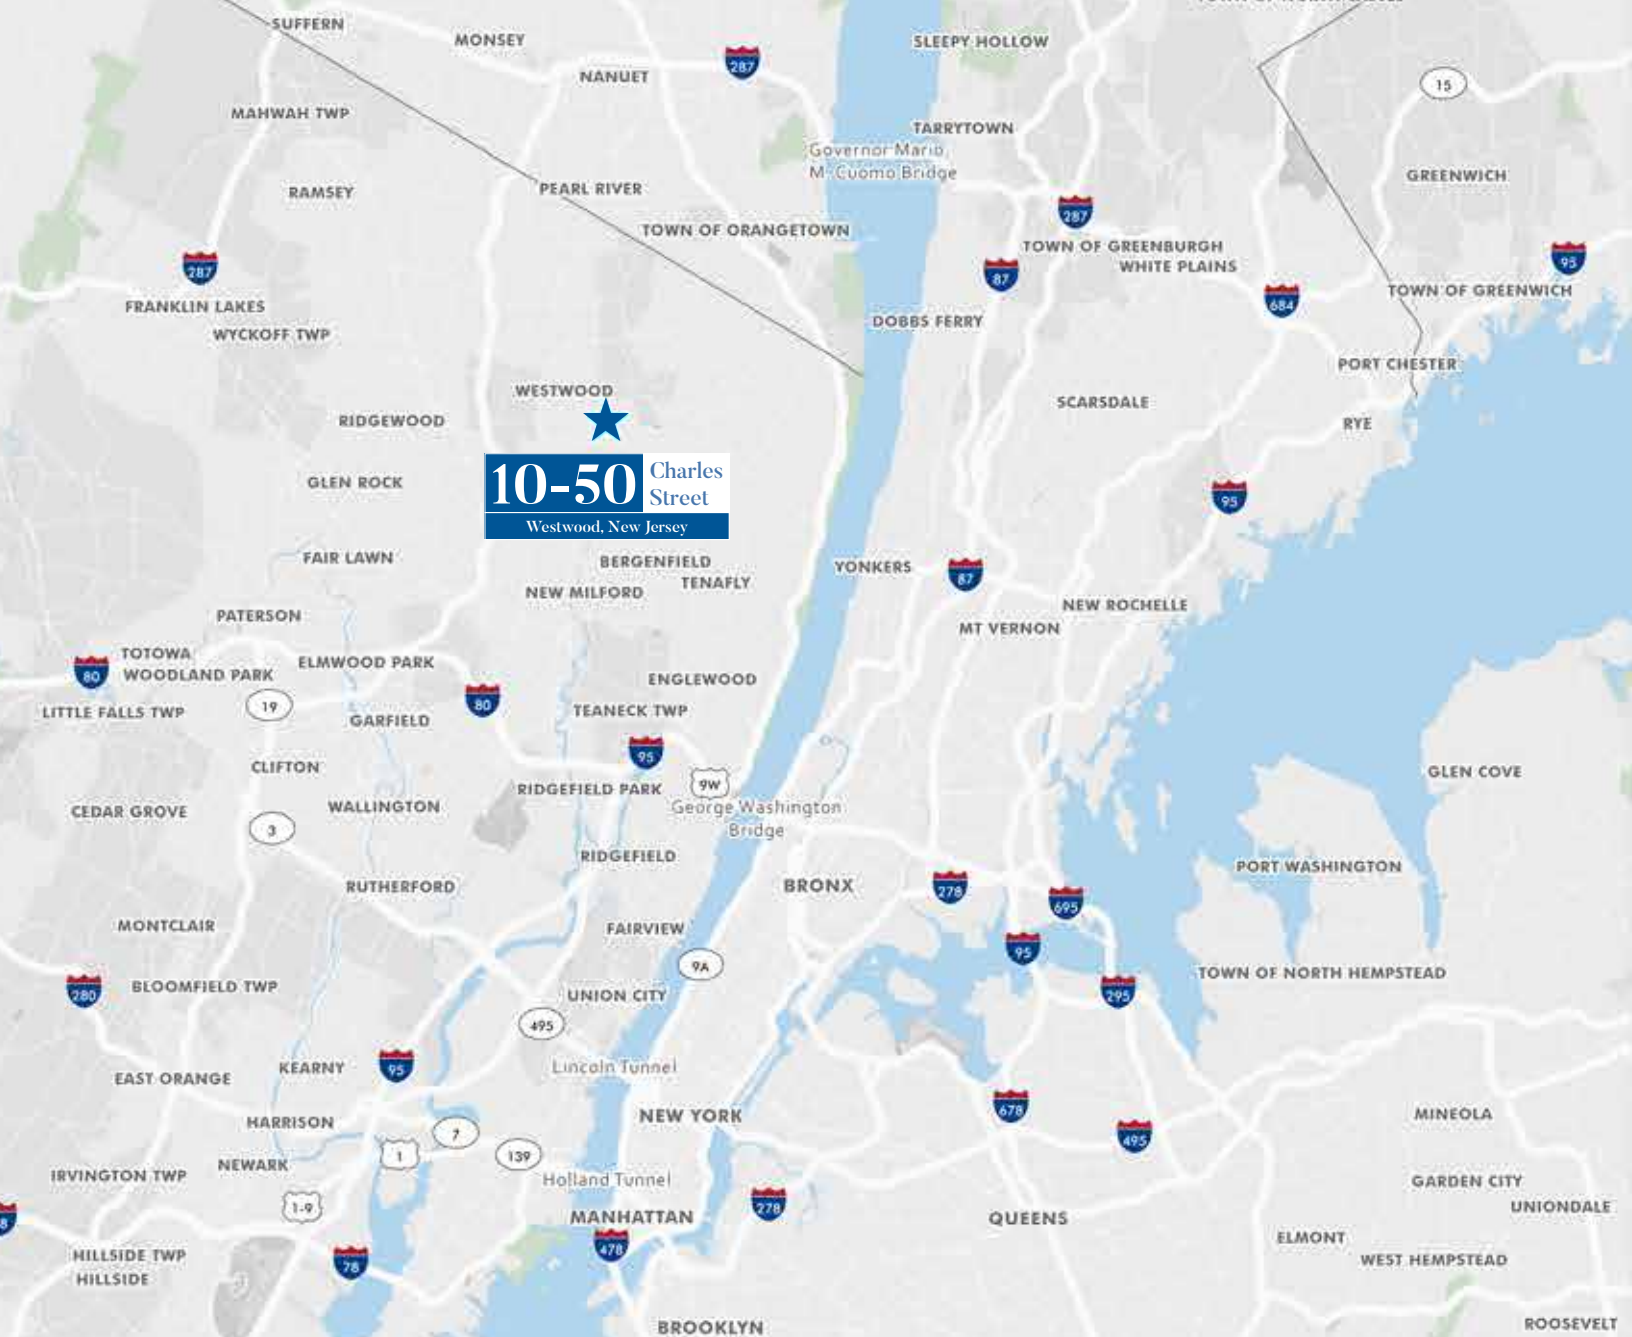 SUFFERN
MONSEY
SLEEPY HOLLOW
287
NANUET
15
MAHWAH TWP
TARRYTOWN
Governor Mario
M. Cuomo Bridge
GREENWICH
RAMSEY
PEARL RIVER
287
TOWN OF ORANGETOWN
TOWN OF GREENBURGH
95
287
87
WHITE PLAINS
TOWN OF GREENWICH
684
FRANKLIN LAKES
DOBBS FERRY
WYCKOFF TWP
PORT CHESTER
WESTWOOD
SCARSDALE
RIDGEWOOD
RYE
10-50
Charles
Street
Westwood, New Jersey
GLEN ROCK
95
FAIR LAWN
BERGENFIELD
YONKERS
87
TENAFLY
NEW MILFORD
NEW ROCHELLE
PATERSON
MT VERNON
TOTOWA
80
WOODLAND PARK
ELMWOOD PARK
ENGLEWOOD
80
19
LITTLE FALLS TWP
GARFIELD
TEANECK TWP
95
CLIFTON
GLEN COVE
9W
RIDGEFIELD PARK
CEDAR GROVE
WALLINGTON
George Washington
Bridge
3
RIDGEFIELD
PORT WASHINGTON
RUTHERFORD
BRONX
278
695
MONTCLAIR
FAIRVIEW
95
9A
TOWN OF NORTH HEMPSTEAD
280
BLOOMFIELD TWP
UNION CITY
295
495
KEARNY
95
Lincoln Tunnel
EAST ORANGE
678
HARRISON
NEW YORK
MINEOLA
7
495
1
139
NEWARK
IRVINGTON TWP
Holland Tunnel
GARDEN CITY
1-9
278
UNIONDALE
8
MANHATTAN
QUEENS
478
ELMONT
HILLSIDE TWP
78
WEST HEMPSTEAD
HILLSIDE
BROOKLYN
ROOSEVELT